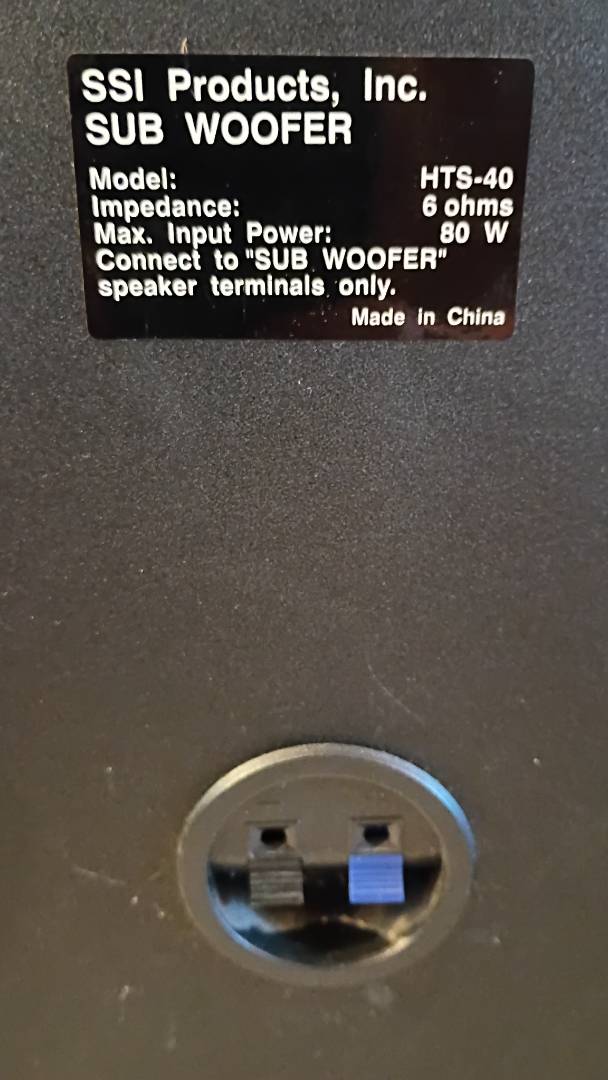 SSI Products, Inc.
SUB WOOFER
Model: HTS-40
Impedance: 6 ohms
Max. Input Power: 80 W
Connect to "SUB WOOFER"
speaker terminals only.
Made in China